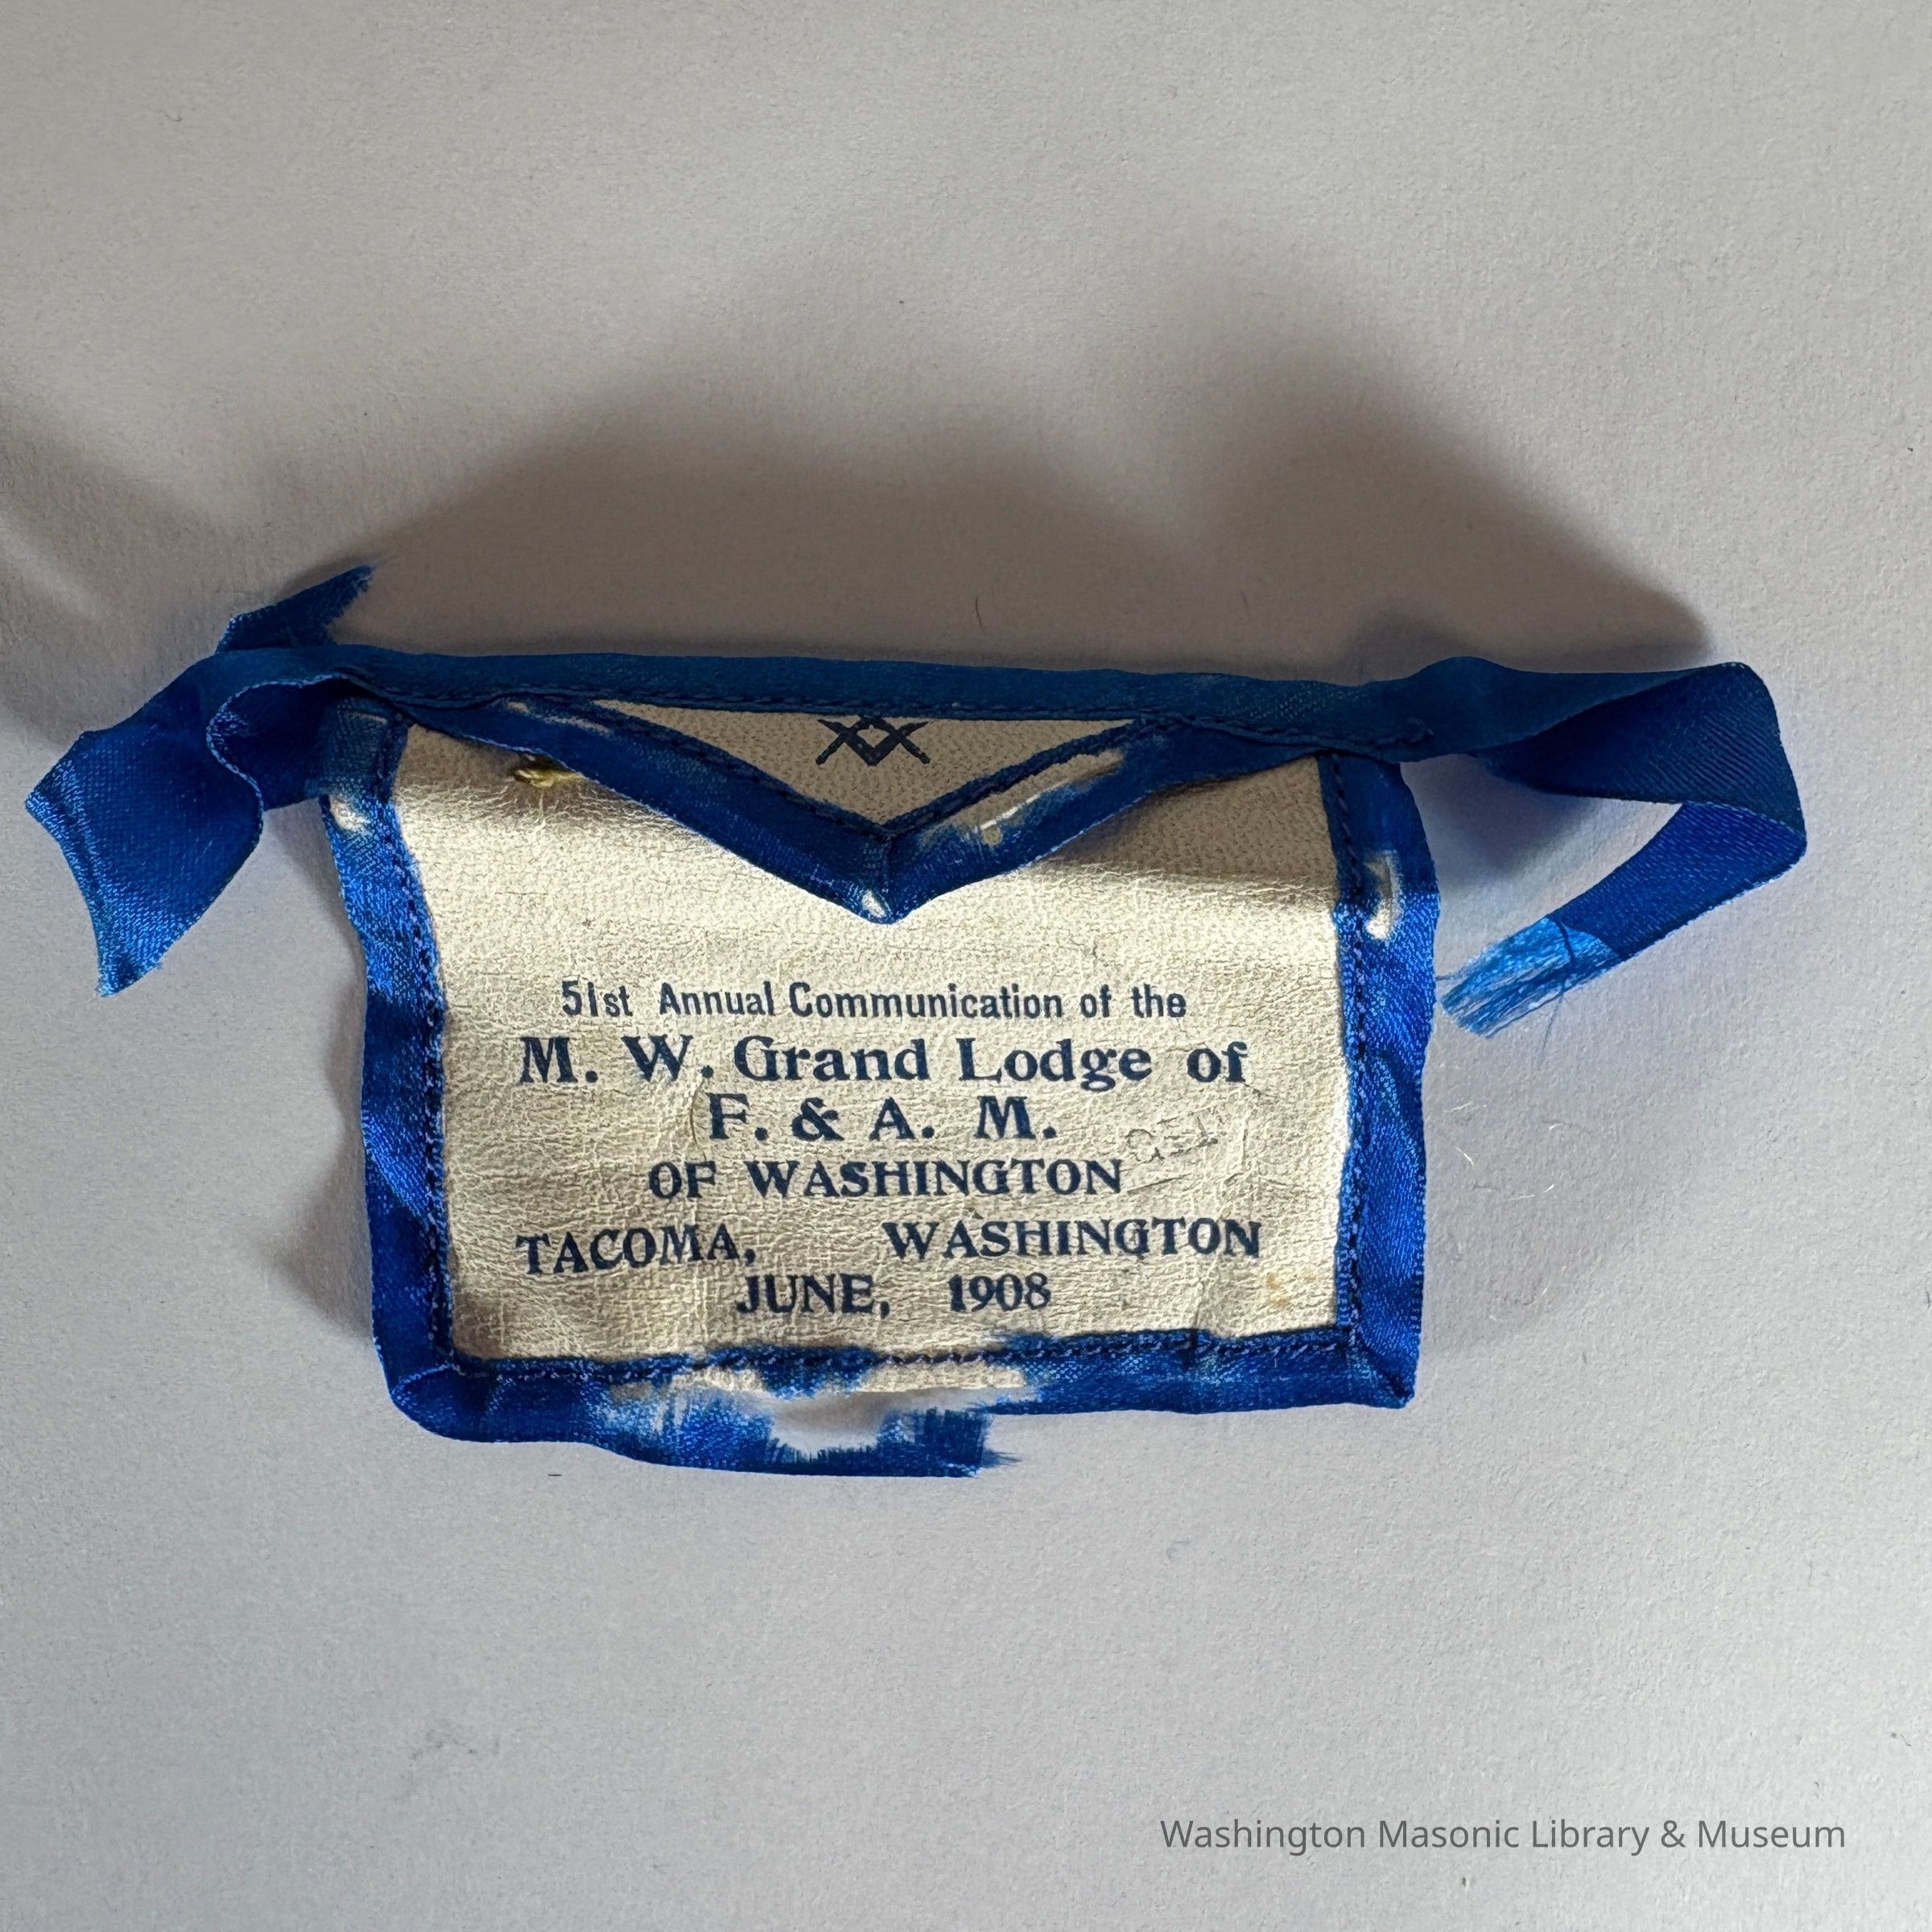 51st Annual Communication of the
M. W. Grand Lodge of
F. & A. M.
OF WASHINGTON
TACOMA, WASHINGTON
JUNE, 1908
Washington Masonic Library & Museum